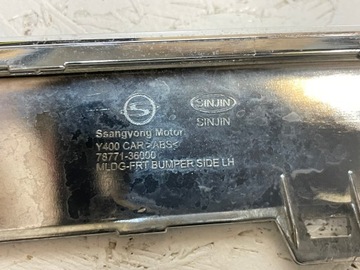 SINJIN
Ssangyong Motor SINJIN
Y400 CAR >ABS<
78771-36000
MLDG-FRT BUMPER SIDE LH